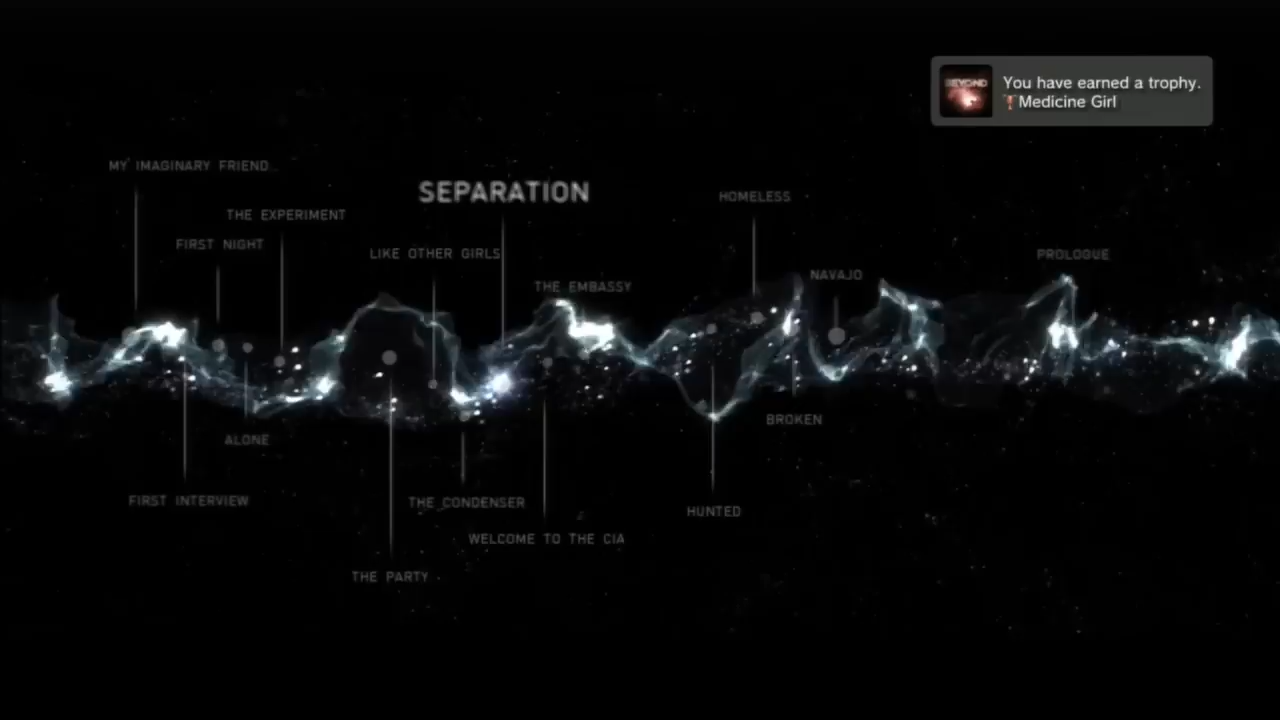 BEYOND
You have earned a trophy.
Medicine Girl
MY IMAGINARY FRIEND
SEPARATION
HOMELESS
THE EXPERIMENT
FIRST NIGHT
LIKE OTHER GIRLS
PROLOGUE
NAVAJO
THE EMBASSY
BROKEN
ALONE
FIRST INTERVIEW
THE CONDENSER
HUNTED
WELCOME TO THE CIA
THE PARTY